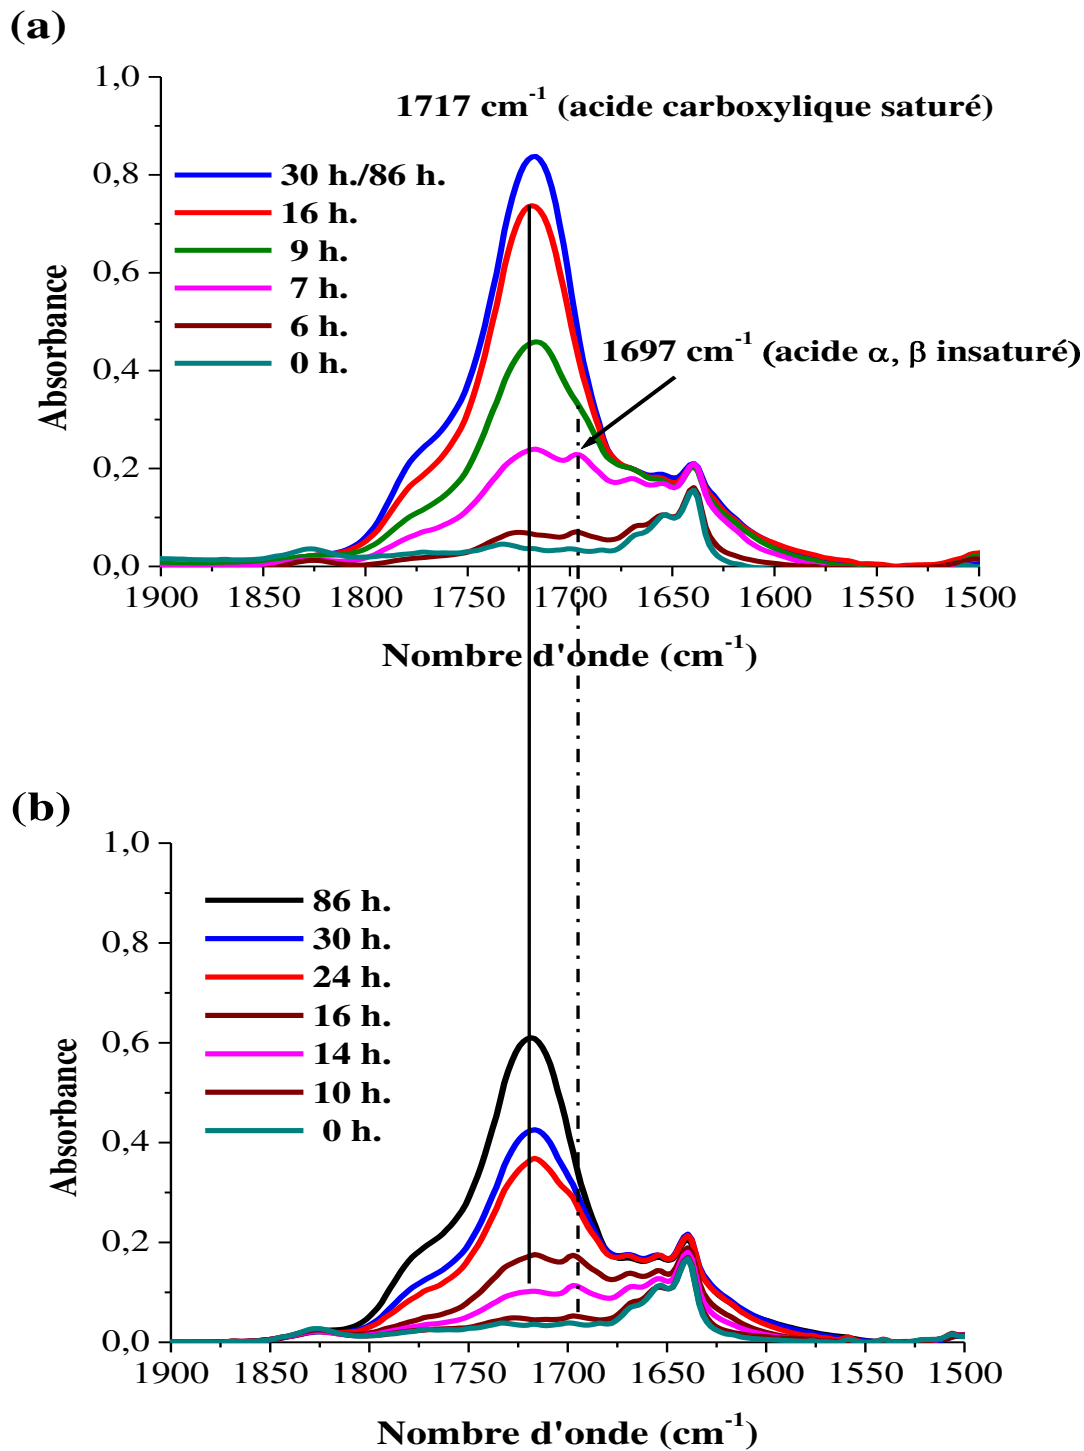 (a)
1717 cm-1 (acide carboxylique saturé)
30 h./86 h.
16 h.
9 h.
7 h.
6 h.
0 h.
1697 cm-1 (acide α, β insaturé)
Absorbance
1,0
0,8
0,6
0,4
0,2
0,0
1900 1850 1800 1750 1700 1650 1600 1550 1500
Nombre d'onde (cm-1)
(b)
86 h.
30 h.
24 h.
16 h.
14 h.
10 h.
0 h.
Absorbance
1,0
0,8
0,6
0,4
0,2
0,0
1900 1850 1800 1750 1700 1650 1600 1550 1500
Nombre d'onde (cm-1)